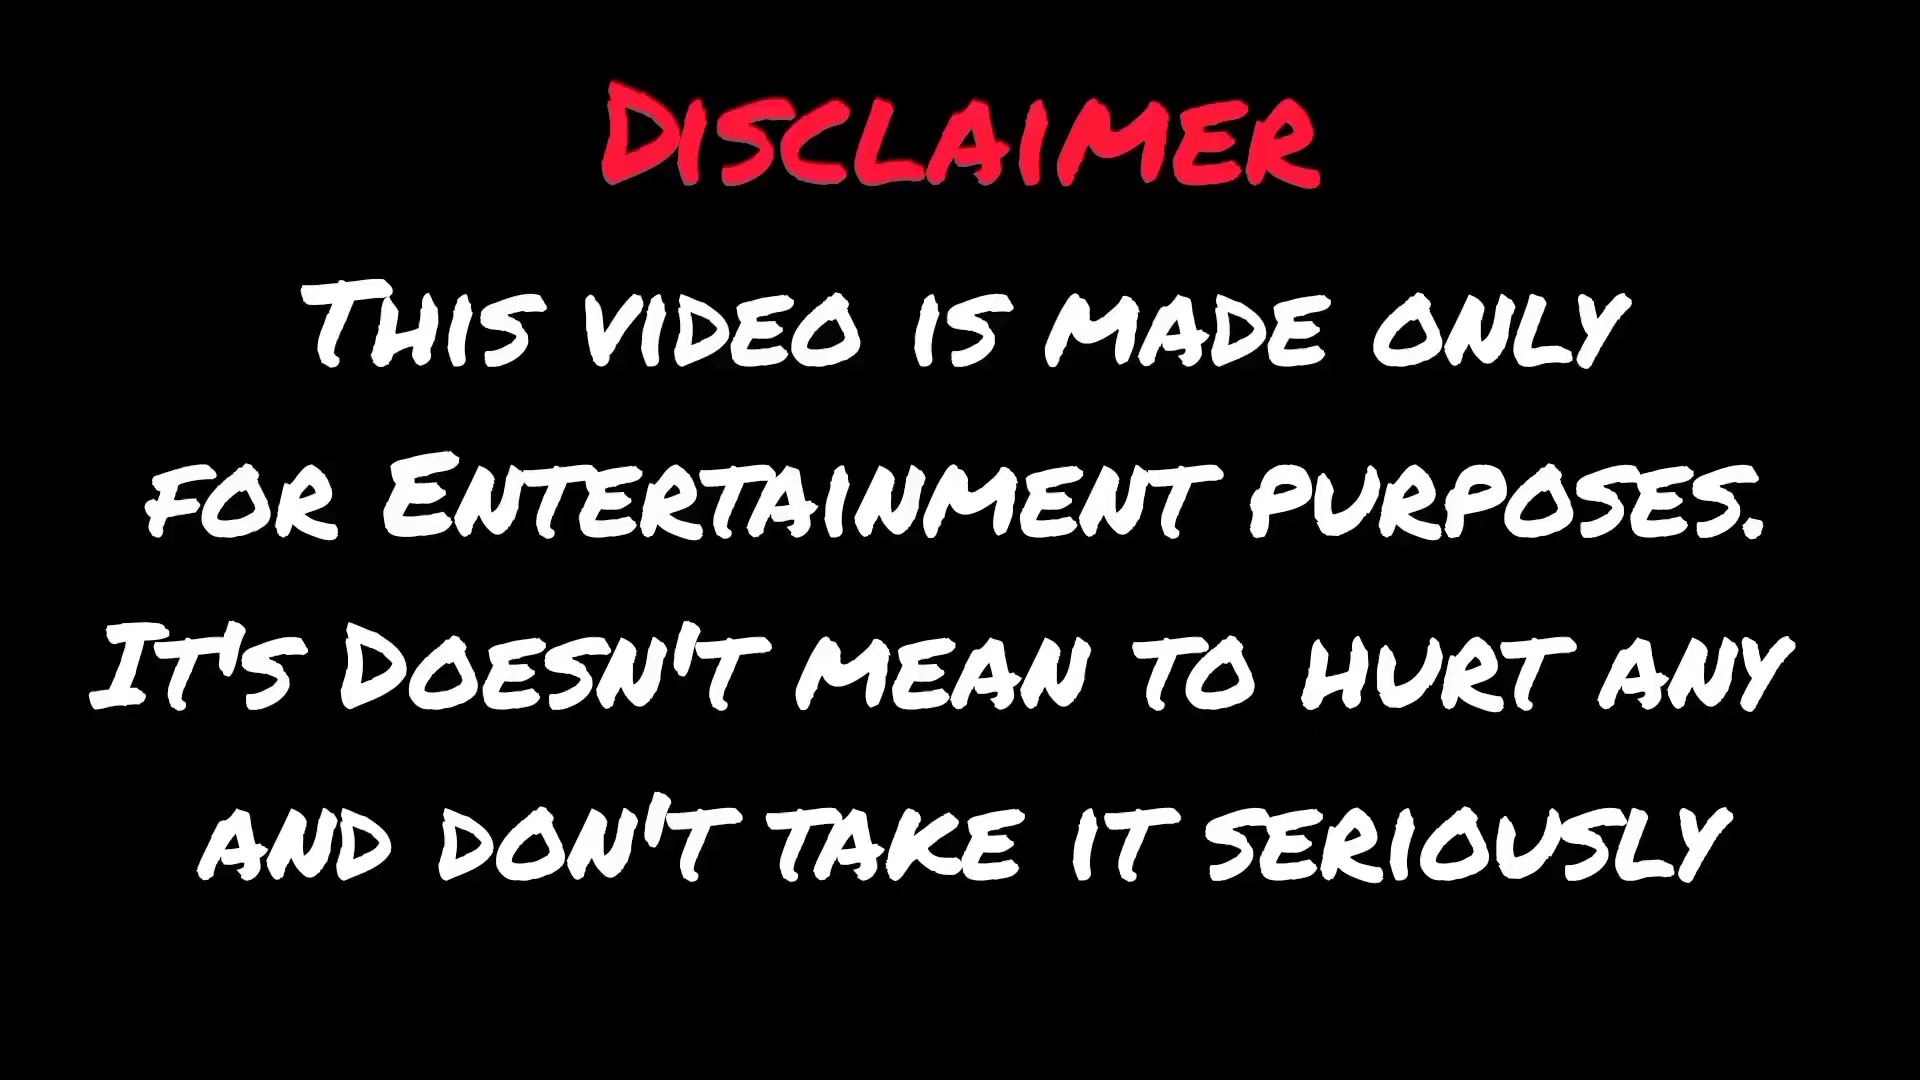 Disclaimer
This video is made only
for Entertainment purposes.
It's Doesn't mean to hurt any
and don't take it seriously